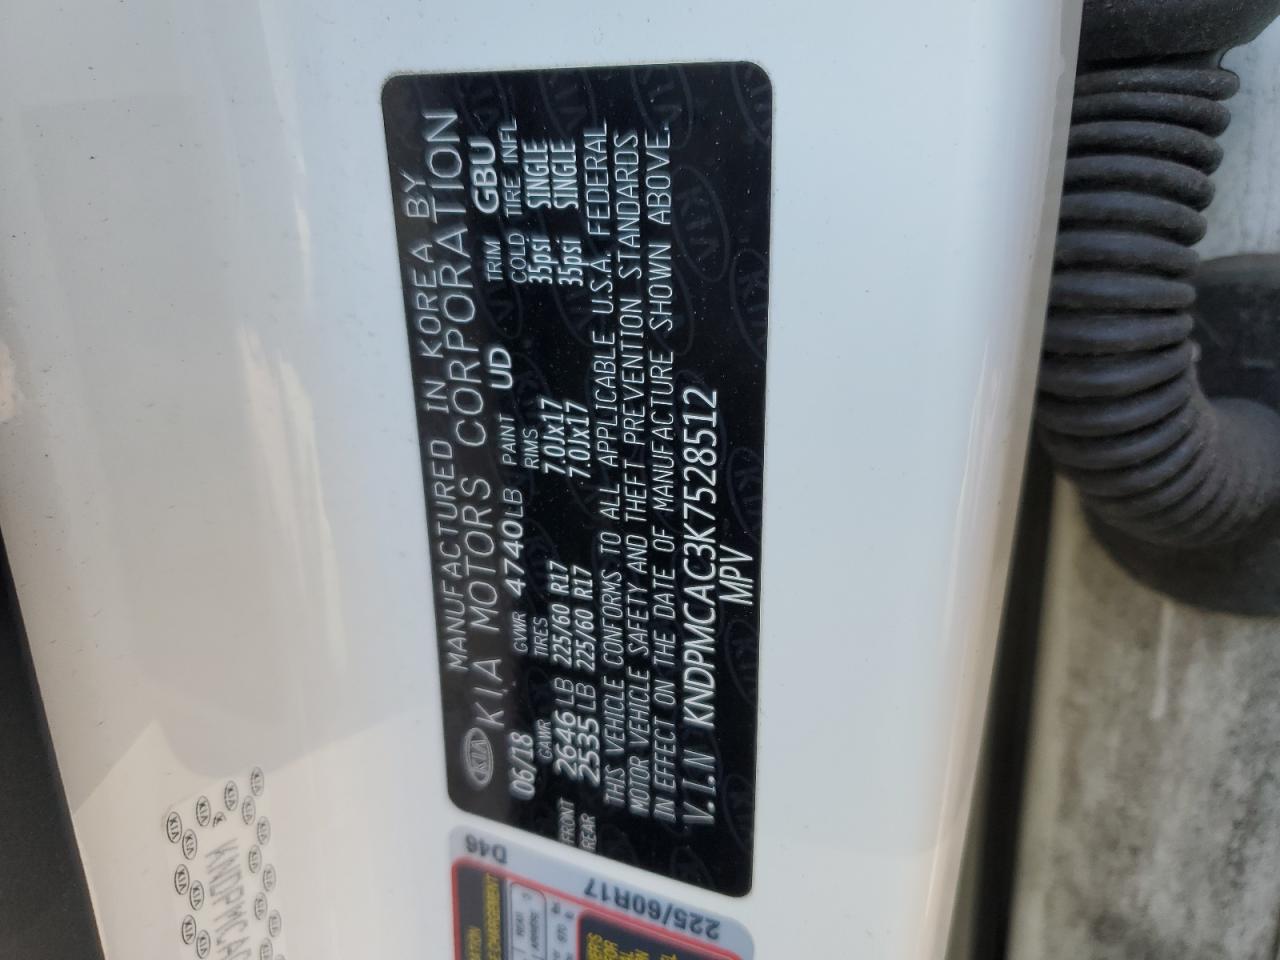 MANUFACTURED IN KOREA BY
KIA KIA MOTORS CORPORATION
06/18 GVWR 4740LB PAINT UD TRIM GBU
GAWR TIRES RIMS COLD TIRE INFL
FRONT 2646LB 225/60 R17 7.0Jx17 35psi SINGLE
REAR 2535LB 225/60 R17 7.0Jx17 35psi SINGLE
THIS VEHICLE CONFORMS TO ALL APPLICABLE U.S.A. FEDERAL
MOTOR VEHICLE SAFETY AND THEFT PREVENTION STANDARDS
IN EFFECT ON THE DATE OF MANUFACTURE SHOWN ABOVE.
V.I.N KNDPMCAC3K7528512
MPV
D46
225/60R17